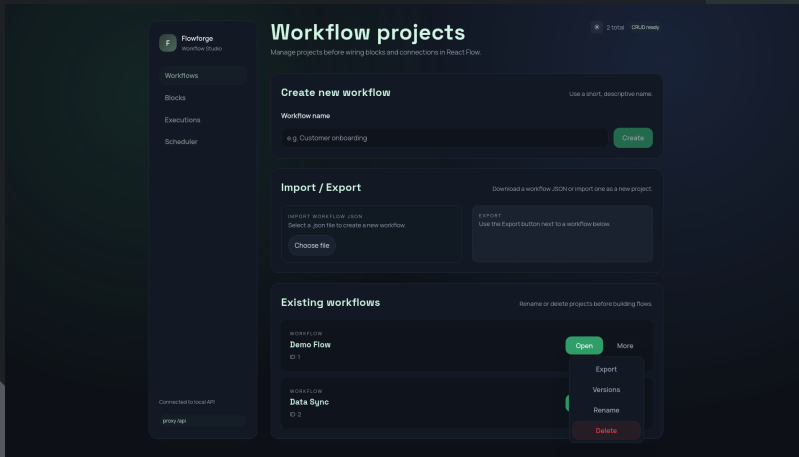 F
Flowforge
Workflow Studio
Workflows
Blocks
Executions
Scheduler
Connected to local API
proxy /api
Workflow projects
Manage projects before wiring blocks and connections in React Flow.
2 total
CRUD ready
Create new workflow
Use a short, descriptive name.
Workflow name
e.g. Customer onboarding
Create
Import / Export
Download a workflow JSON or import one as a new project.
IMPORT WORKFLOW JSON
Select a .json file to create a new workflow.
Choose file
EXPORT
Use the Export button next to a workflow below.
Existing workflows
Rename or delete projects before building flows.
WORKFLOW
Demo Flow
ID: 1
Open
More
Export
Versions
Rename
Delete
WORKFLOW
Data Sync
ID: 2